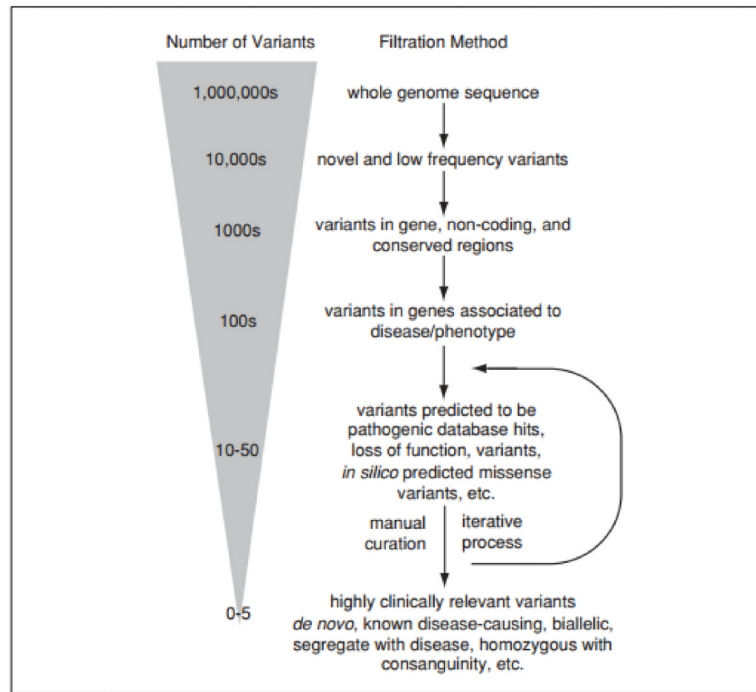 Number of Variants
Filtration Method
1,000,000s
whole genome sequence
10,000s
novel and low frequency variants
1000s
variants in gene, non-coding, and
conserved regions
100s
variants in genes associated to
disease/phenotype
10-50
variants predicted to be
pathogenic database hits,
loss of function, variants,
in silico predicted missense
variants, etc.
manual
curation
iterative
process
0-5
highly clinically relevant variants
de novo, known disease-causing, biallelic,
segregate with disease, homozygous with
consanguinity, etc.